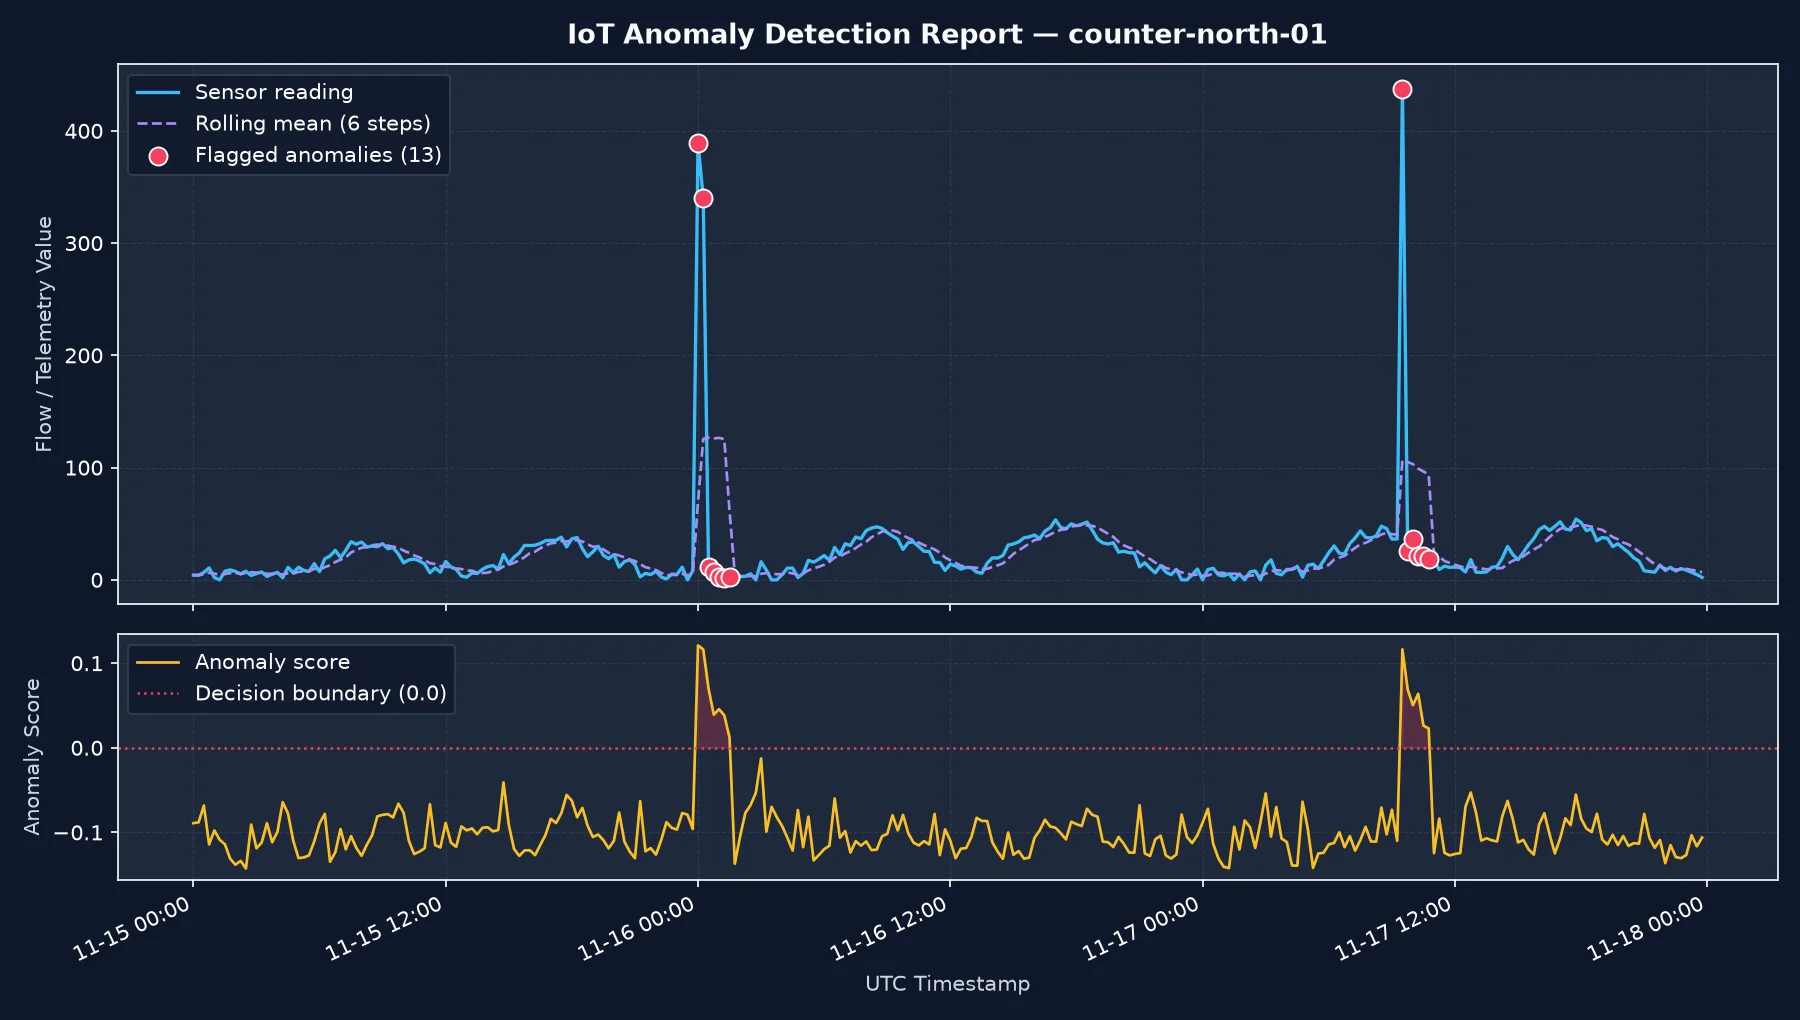 IoT Anomaly Detection Report — counter-north-01
Sensor reading
Rolling mean (6 steps)
Flagged anomalies (13)
Flow / Telemetry Value
400
300
200
100
0
Anomaly score
Decision boundary (0.0)
Anomaly Score
0.1
0.0
−0.1
11-15 00:00
11-15 12:00
11-16 00:00
11-16 12:00
11-17 00:00
11-17 12:00
11-18 00:00
UTC Timestamp